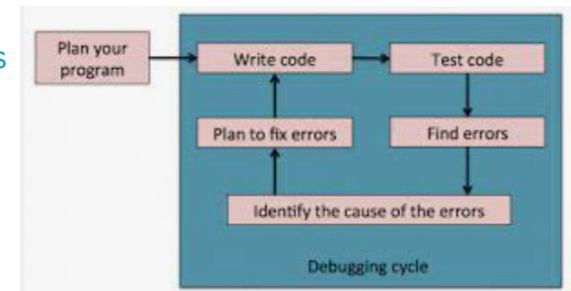 Plan your
program
Write code
Test code
Plan to fix errors
Find errors
Identify the cause of the errors
Debugging cycle